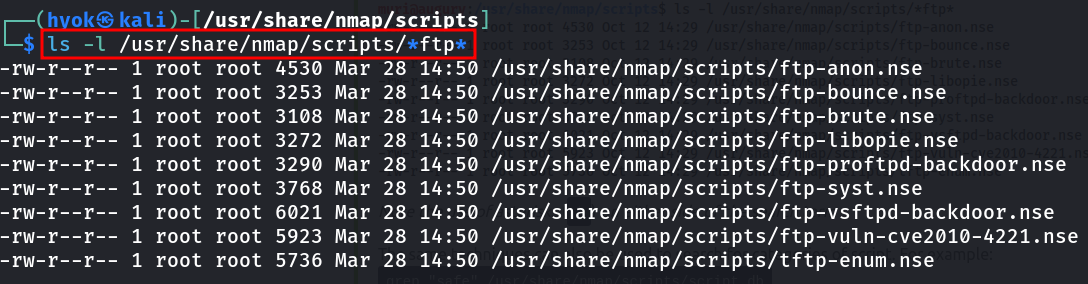 ┌──(hyok㉿kali)-[/usr/share/nmap/scripts]
└─$ ls -l /usr/share/nmap/scripts/*ftp*
-rw-r--r-- 1 root root 4530 Mar 28 14:50 /usr/share/nmap/scripts/ftp-anon.nse
-rw-r--r-- 1 root root 3253 Mar 28 14:50 /usr/share/nmap/scripts/ftp-bounce.nse
-rw-r--r-- 1 root root 3108 Mar 28 14:50 /usr/share/nmap/scripts/ftp-brute.nse
-rw-r--r-- 1 root root 3272 Mar 28 14:50 /usr/share/nmap/scripts/ftp-libopie.nse
-rw-r--r-- 1 root root 3290 Mar 28 14:50 /usr/share/nmap/scripts/ftp-proftpd-backdoor.nse
-rw-r--r-- 1 root root 3768 Mar 28 14:50 /usr/share/nmap/scripts/ftp-syst.nse
-rw-r--r-- 1 root root 6021 Mar 28 14:50 /usr/share/nmap/scripts/ftp-vsftpd-backdoor.nse
-rw-r--r-- 1 root root 5923 Mar 28 14:50 /usr/share/nmap/scripts/ftp-vuln-cve2010-4221.nse
-rw-r--r-- 1 root root 5736 Mar 28 14:50 /usr/share/nmap/scripts/tftp-enum.nse